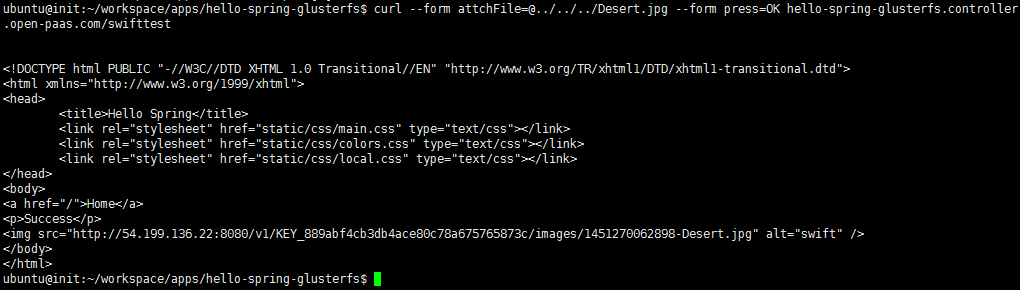 ubuntu@init:~/workspace/apps/hello-spring-glusterfs$ curl --form attchFile=@../../../Desert.jpg --form press=OK hello-spring-glusterfs.controller
.open-paas.com/swifttest
<!DOCTYPE html PUBLIC "-//W3C//DTD XHTML 1.0 Transitional//EN" "http://www.w3.org/TR/xhtml1/DTD/xhtml1-transitional.dtd">
<html xmlns="http://www.w3.org/1999/xhtml">
<head>
<title>Hello Spring</title>
<link rel="stylesheet" href="static/css/main.css" type="text/css"></link>
<link rel="stylesheet" href="static/css/colors.css" type="text/css"></link>
<link rel="stylesheet" href="static/css/local.css" type="text/css"></link>
</head>
<body>
<a href="/">Home</a>
<p>Success</p>
<img src="http://54.199.136.22:8080/v1/KEY_889abf4cb3db4ace80c78a675765873c/images/1451270062898-Desert.jpg" alt="swift" />
</body>
</html>
ubuntu@init:~/workspace/apps/hello-spring-glusterfs$